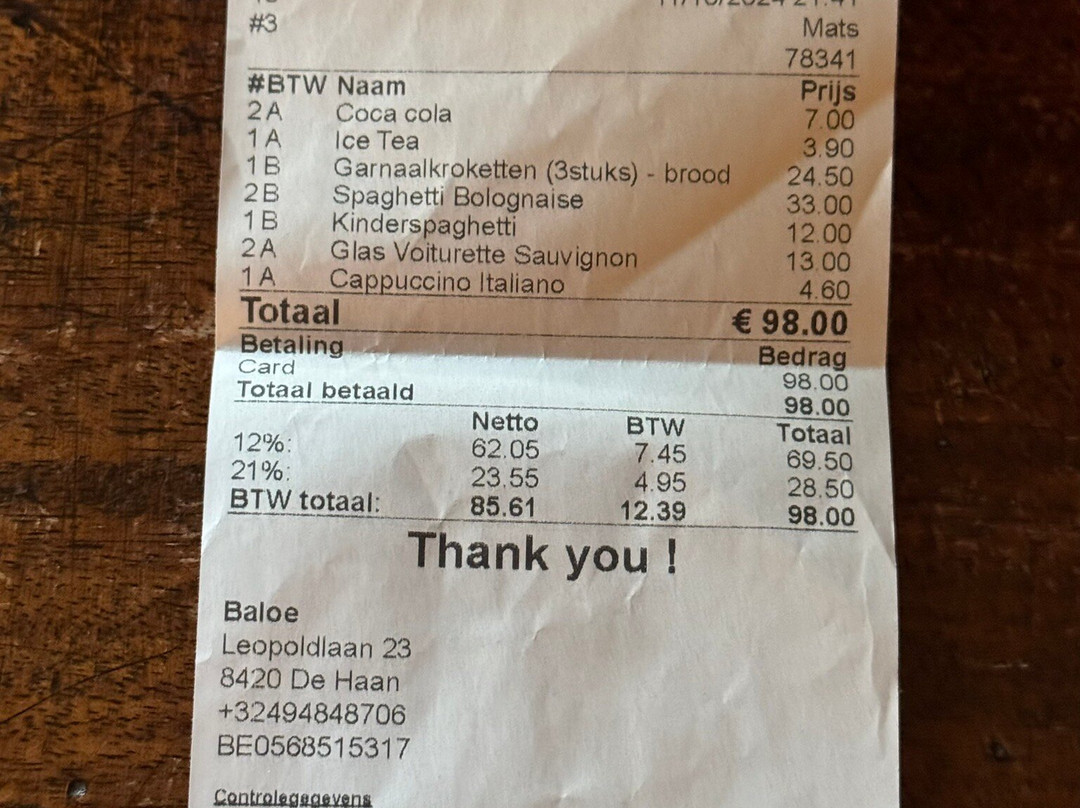 #3 Mats
78341
#BTW Naam Prijs
2A Coca cola 7.00
1A Ice Tea 3.90
1B Garnaalkroketten (3stuks) - brood 24.50
2B Spaghetti Bolognaise 33.00
1B Kinderspaghetti 12.00
2A Glas Voiturette Sauvignon 13.00
1A Cappuccino Italiano 4.60
Totaal € 98.00
Betaling Bedrag
Card 98.00
Totaal betaald 98.00
Netto BTW Totaal
12%: 62.05 7.45 69.50
21%: 23.55 4.95 28.50
BTW totaal: 85.61 12.39 98.00
Thank you !
Baloe
Leopoldlaan 23
8420 De Haan
+32494848706
BE0568515317
Controlegegevens